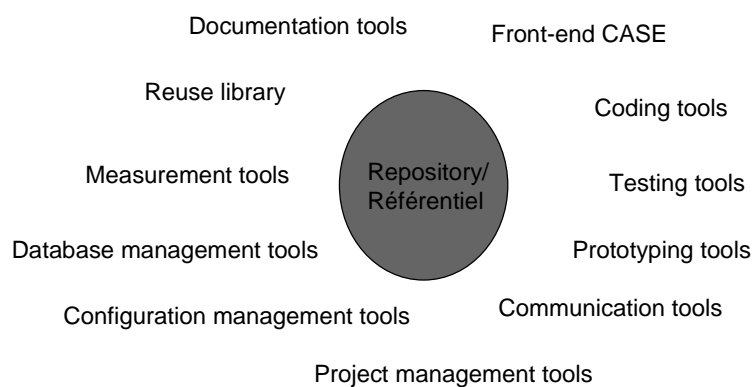 Documentation tools
Front-end CASE
Reuse library
Coding tools
Repository/
Référentiel
Measurement tools
Testing tools
Database management tools
Prototyping tools
Configuration management tools
Communication tools
Project management tools